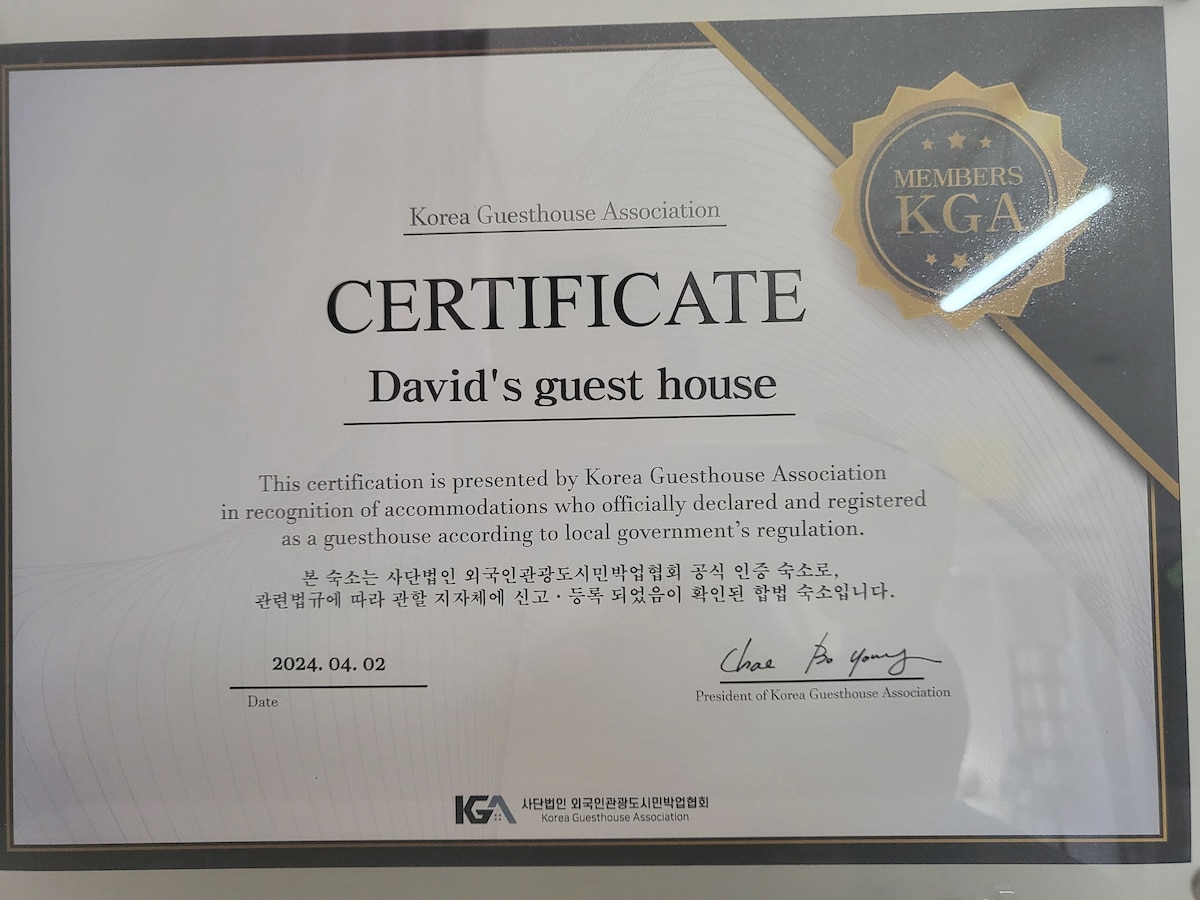 MEMBERS
KGA
Korea Guesthouse Association
CERTIFICATE
David's guest house
This certification is presented by Korea Guesthouse Association
in recognition of accommodations who officially declared and registered
as a guesthouse according to local government's regulation.
본 숙소는 사단법인 외국인관광도시민박업협회 공식 인증 숙소로,
관련법규에 따라 관할 지자체에 신고・등록 되었음이 확인된 합법 숙소입니다.
2024. 04. 02
Date
Chae Bo Young
President of Korea Guesthouse Association
KGA 사단법인 외국인관광도시민박업협회
Korea Guesthouse Association